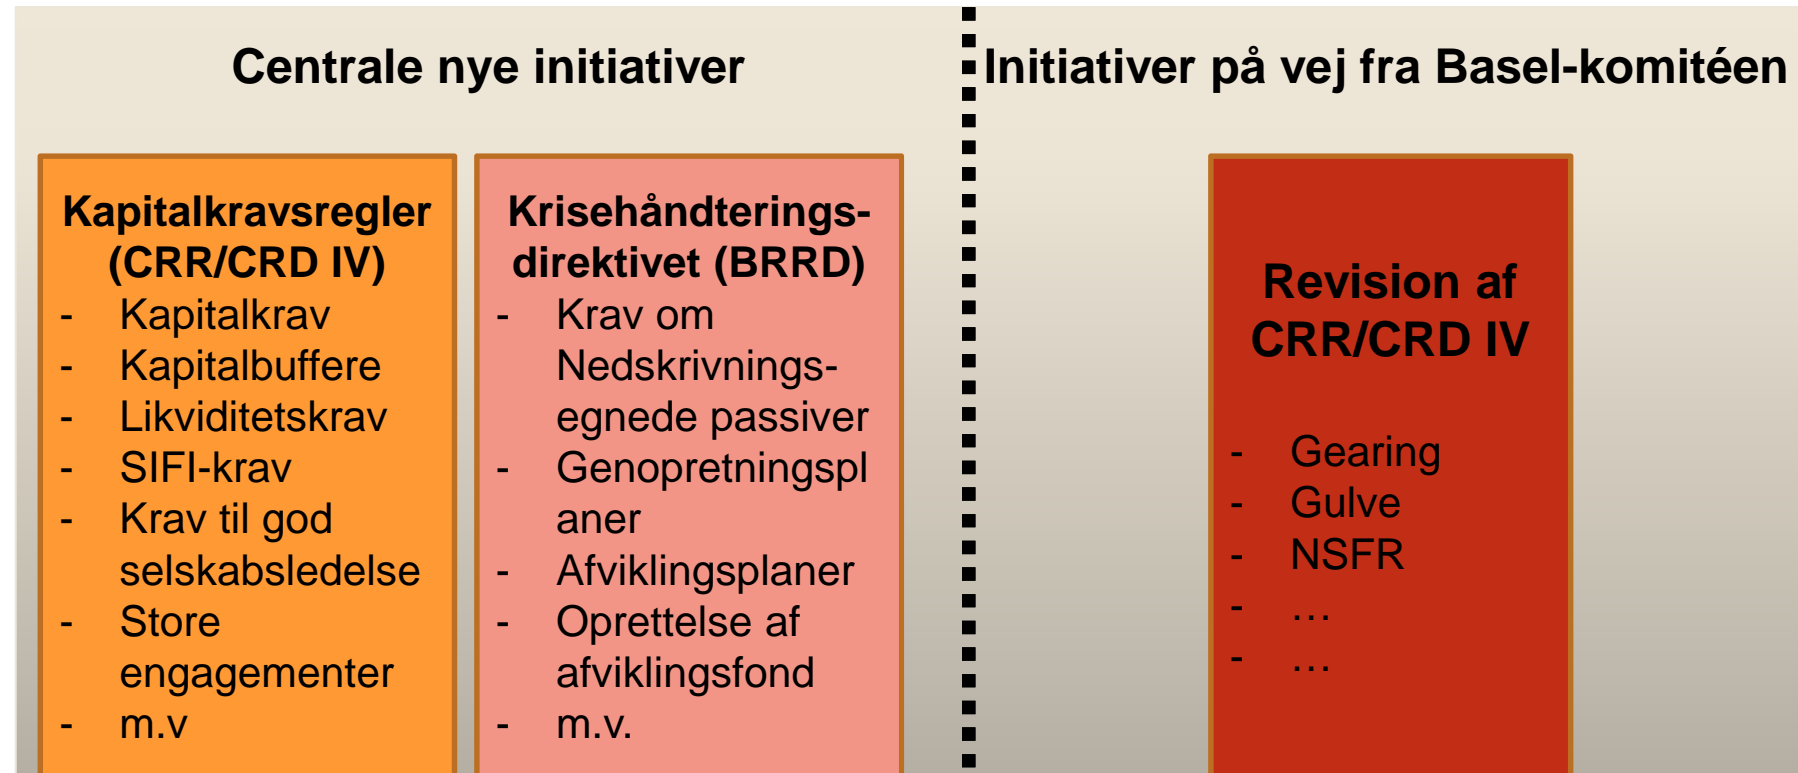 Centrale nye initiativer
Initiativer på vej fra Basel-komitéen
Kapitalkravsregler
(CRR/CRD IV)
- Kapitalkrav
- Kapitalbuffere
- Likviditetskrav
- SIFI-krav
- Krav til god
selskabsledelse
- Store
engagementer
- m.v
Krisehåndterings-
direktivet (BRRD)
- Krav om
Nedskrivnings-
egnede passiver
- Genopretningspl
aner
- Afviklingsplaner
- Oprettelse af
afviklingsfond
- m.v.
Revision af
CRR/CRD IV
- Gearing
- Gulve
- NSFR
- …
- …